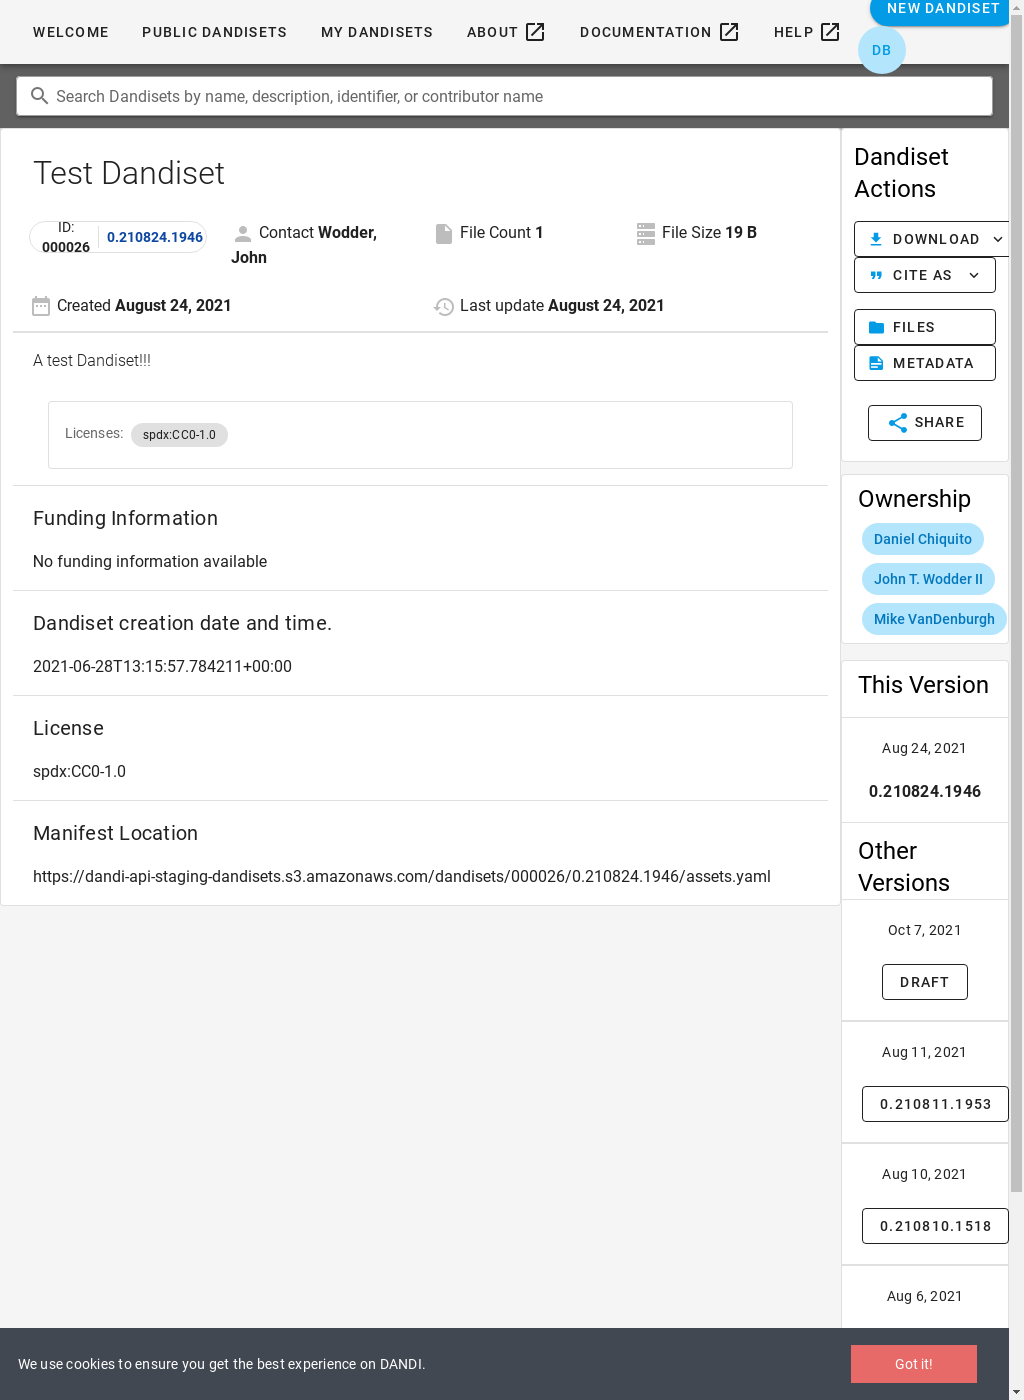 WELCOME
PUBLIC DANDISETS
MY DANDISETS
ABOUT
DOCUMENTATION
HELP
NEW DANDISET
DB
Search Dandisets by name, description, identifier, or contributor name
Test Dandiset
ID:
000026
0.210824.1946
Contact Wodder,
John
File Count 1
File Size 19 B
Created August 24, 2021
Last update August 24, 2021
A test Dandiset!!!
Licenses:
spdx:CC0-1.0
Funding Information
No funding information available
Dandiset creation date and time.
2021-06-28T13:15:57.784211+00:00
License
spdx:CC0-1.0
Manifest Location
https://dandi-api-staging-dandisets.s3.amazonaws.com/dandisets/000026/0.210824.1946/assets.yaml
Dandiset
Actions
DOWNLOAD
CITE AS
FILES
METADATA
SHARE
Ownership
Daniel Chiquito
John T. Wodder II
Mike VanDenburgh
This Version
Aug 24, 2021
0.210824.1946
Other
Versions
Oct 7, 2021
DRAFT
Aug 11, 2021
0.210811.1953
Aug 10, 2021
0.210810.1518
Aug 6, 2021
We use cookies to ensure you get the best experience on DANDI.
Got it!